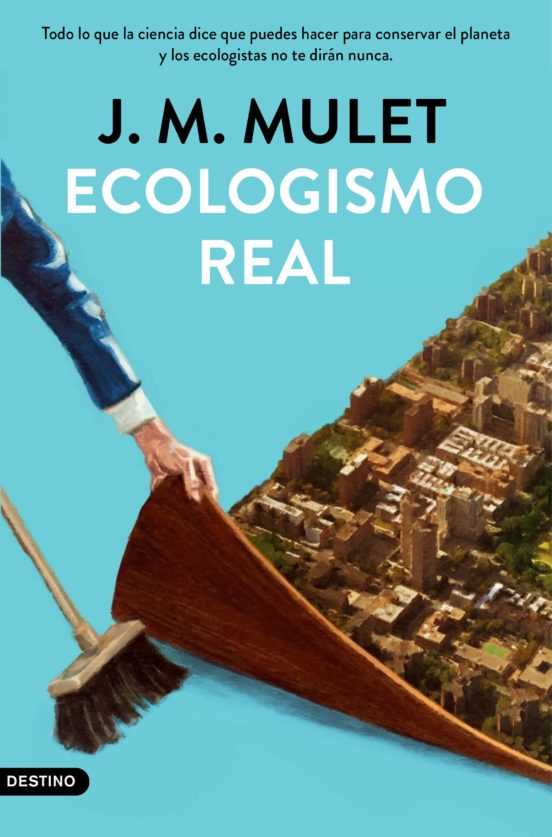 Todo lo que la ciencia dice que puedes hacer para conservar el planeta
y los ecologistas no te dirán nunca.
J. M. MULET
ECOLOGISMO
REAL
DESTINO